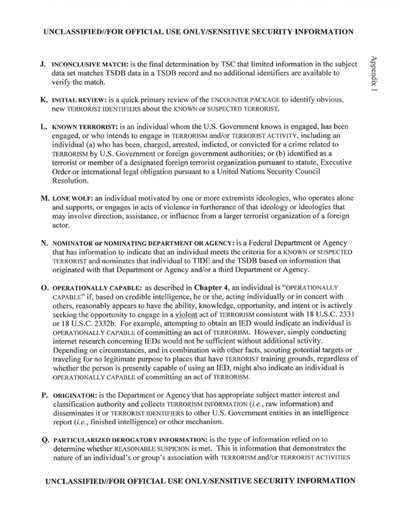 UNCLASSIFIED//FOR OFFICIAL USE ONLY/SENSITIVE SECURITY INFORMATION
Appendix 1
J. INCONCLUSIVE MATCH: is the final determination by TSC that limited information in the subject
data set matches TSDB data in a TSDB record and no additional identifiers are available to
verify the match.
K. INITIAL REVIEW: is a quick primary review of the ENCOUNTER PACKAGE to identify obvious,
new TERRORIST IDENTIFIERS about the KNOWN or SUSPECTED TERRORIST.
L. KNOWN TERRORIST: is an individual whom the U.S. Government knows is engaged, has been
engaged, or who intends to engage in TERRORISM and/or TERRORIST ACTIVITY, including an
individual (a) who has been, charged, arrested, indicted, or convicted for a crime related to
TERRORISM by U.S. Government or foreign government authorities; or (b) identified as a
terrorist or member of a designated foreign terrorist organization pursuant to statute, Executive
Order or international legal obligation pursuant to a United Nations Security Council
Resolution.
M. LONE WOLF: an individual motivated by one or more extremist ideologies, who operates alone
and supports, or engages in acts of violence in furtherance of that ideology or ideologies that
may involve direction, assistance, or influence from a larger terrorist organization of a foreign
actor.
N. NOMINATOR or NOMINATING DEPARTMENT OR AGENCY: is a Federal Department or Agency
that has information to indicate that an individual meets the criteria for a KNOWN or SUSPECTED
TERRORIST and nominates that individual to TIDE and the TSDB based on information that
originated with that Department or Agency and/or a third Department or Agency.
O. OPERATIONALLY CAPABLE: as described in Chapter 4, an individual is "OPERATIONALLY
CAPABLE" if, based on credible intelligence, he or she, acting individually or in concert with
others, reasonably appears to have the ability, knowledge, opportunity, and intent or is actively
seeking the opportunity to engage in a violent act of TERRORISM consistent with 18 U.S.C. 2331
or 18 U.S.C. 2332b. For example, attempting to obtain an IED would indicate an individual is
OPERATIONALLY CAPABLE of committing an act of TERRORISM. However, simply conducting
internet research concerning IEDs would not be sufficient without additional activity.
Depending on circumstances, and in combination with other facts, scouting potential targets or
traveling for no legitimate purpose to places that have TERRORIST training grounds, regardless of
whether the person is presently capable of using an IED, might also indicate an individual is
OPERATIONALLY CAPABLE of committing an act of TERRORISM.
P. ORIGINATOR: is the Department or Agency that has appropriate subject matter interest and
classification authority and collects TERRORISM INFORMATION (i.e., raw information) and
disseminates it or TERRORIST IDENTIFIERS to other U.S. Government entities in an intelligence
report (i.e., finished intelligence) or other mechanism.
Q. PARTICULARIZED DEROGATORY INFORMATION: is the type of information relied on to
determine whether REASONABLE SUSPICION is met. This is information that demonstrates the
nature of an individual's or group's association with TERRORISM and/or TERRORIST ACTIVITIES
UNCLASSIFIED//FOR OFFICIAL USE ONLY/SENSITIVE SECURITY INFORMATION